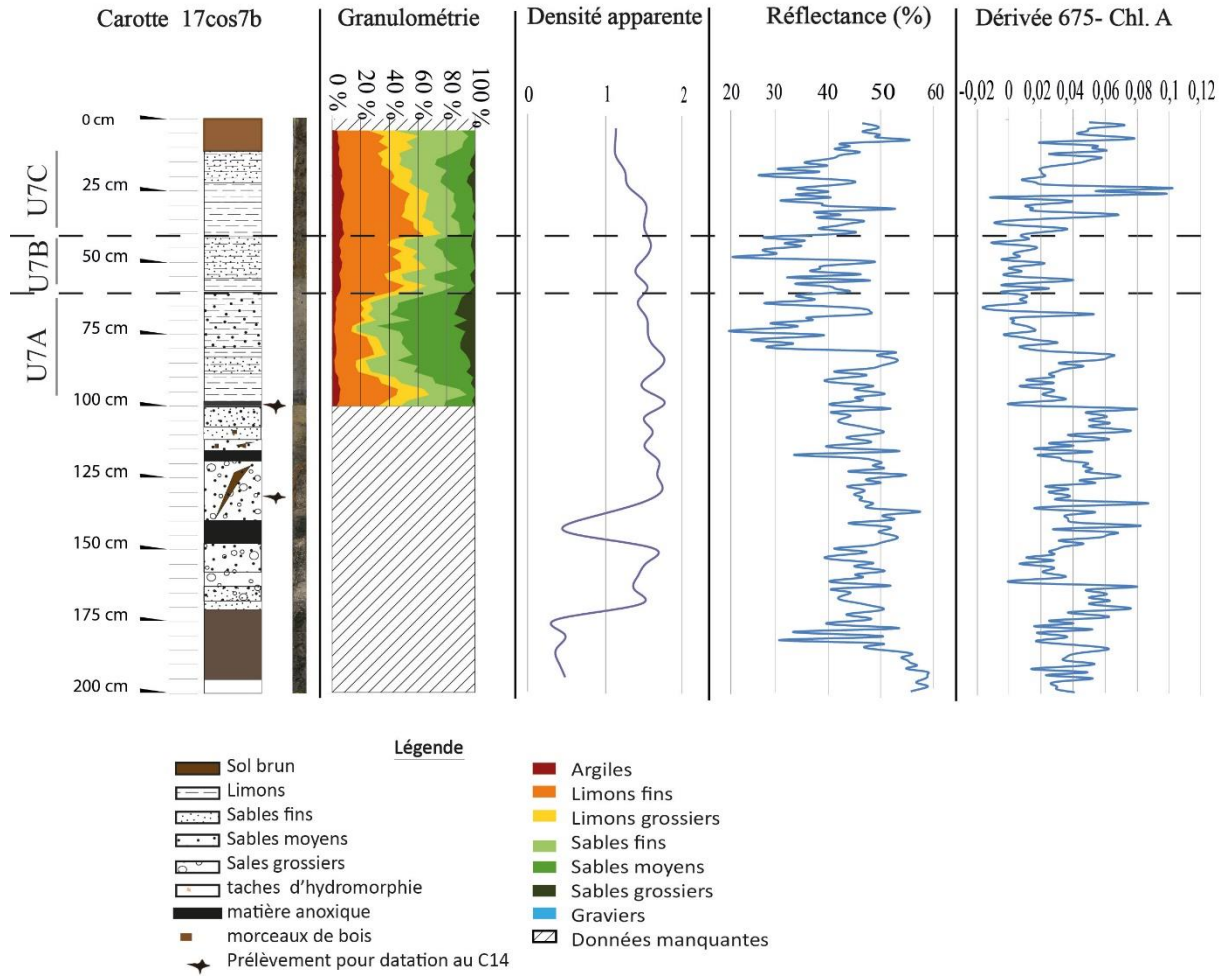 Carotte 17cos7b
Granulométrie
Densité apparente
Réflectance (%)
Dérivée 675- Chl. A
0 %
20 %
40 %
60 %
80 %
100 %
0 1 2
20 30 40 50 60
-0,02 0 0,02 0,04 0,06 0,08 0,1 0,12
0 cm
25 cm
50 cm
75 cm
100 cm
125 cm
150 cm
175 cm
200 cm
U7C
U7B
U7A
Légende
Sol brun
Limons
Sables fins
Sables moyens
Sales grossiers
taches d'hydromorphie
matière anoxique
morceaux de bois
Prélèvement pour datation au C14
Argiles
Limons fins
Limons grossiers
Sables fins
Sables moyens
Sables grossiers
Graviers
Données manquantes